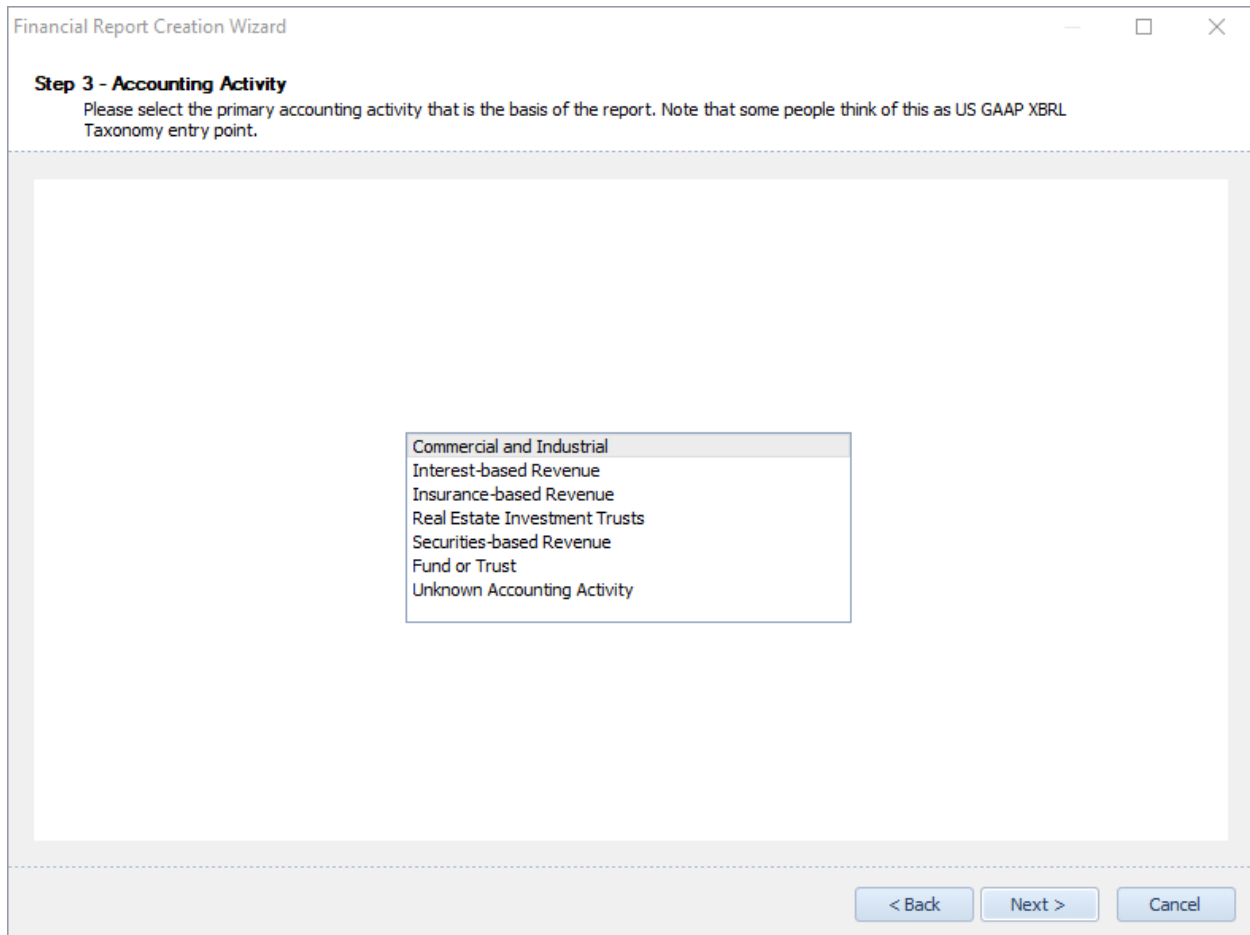 Financial Report Creation Wizard
Step 3 - Accounting Activity
Please select the primary accounting activity that is the basis of the report. Note that some people think of this as US GAAP XBRL
Taxonomy entry point.
Commercial and Industrial
Interest-based Revenue
Insurance-based Revenue
Real Estate Investment Trusts
Securities-based Revenue
Fund or Trust
Unknown Accounting Activity
< Back Next > Cancel